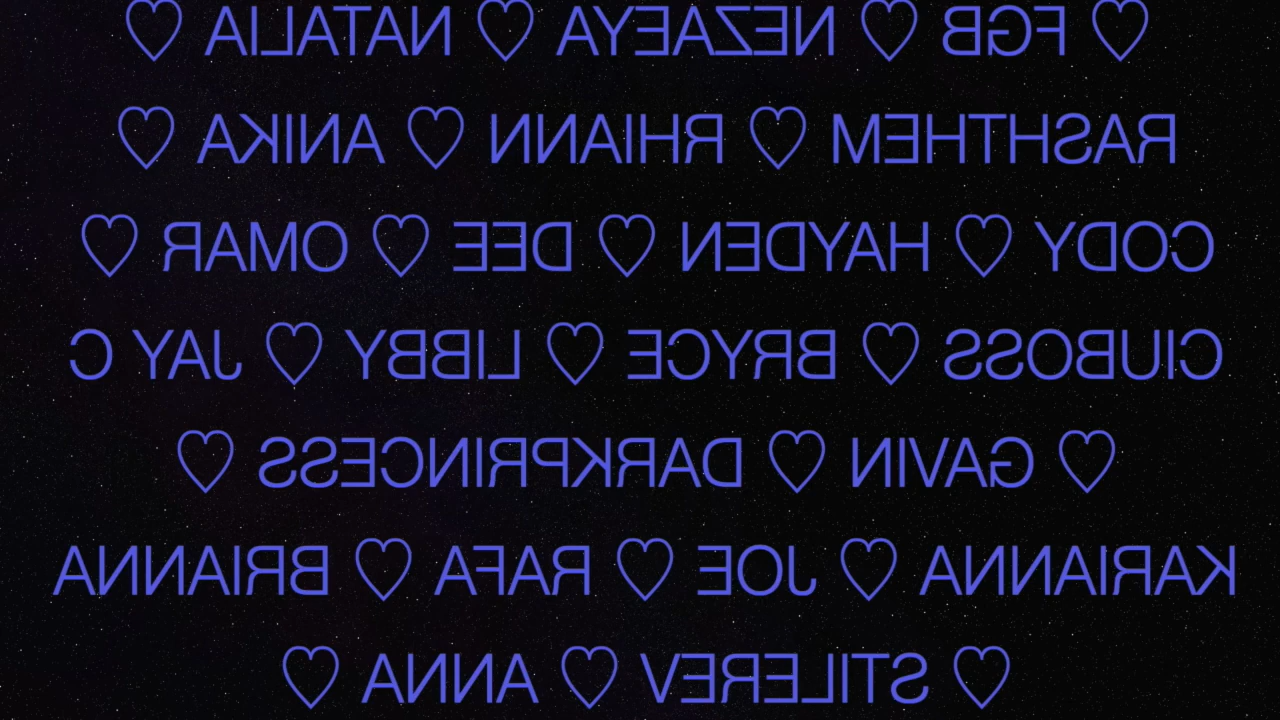 ♡ FGB ♡ NEZAEYA ♡ NATALIA ♡
RASHTHEM ♡ RHIANN ♡ ANIKA ♡
CODY ♡ HAYDEN ♡ DEE ♡ OMAR ♡
CIUBOSS ♡ BRYCE ♡ LIBBY ♡ JAY C
♡ GAVIN ♡ DARKPRINCESS ♡
KARIANNA ♡ JOE ♡ RAFA ♡ BRIANNA
♡ STILEREV ♡ ANNA ♡